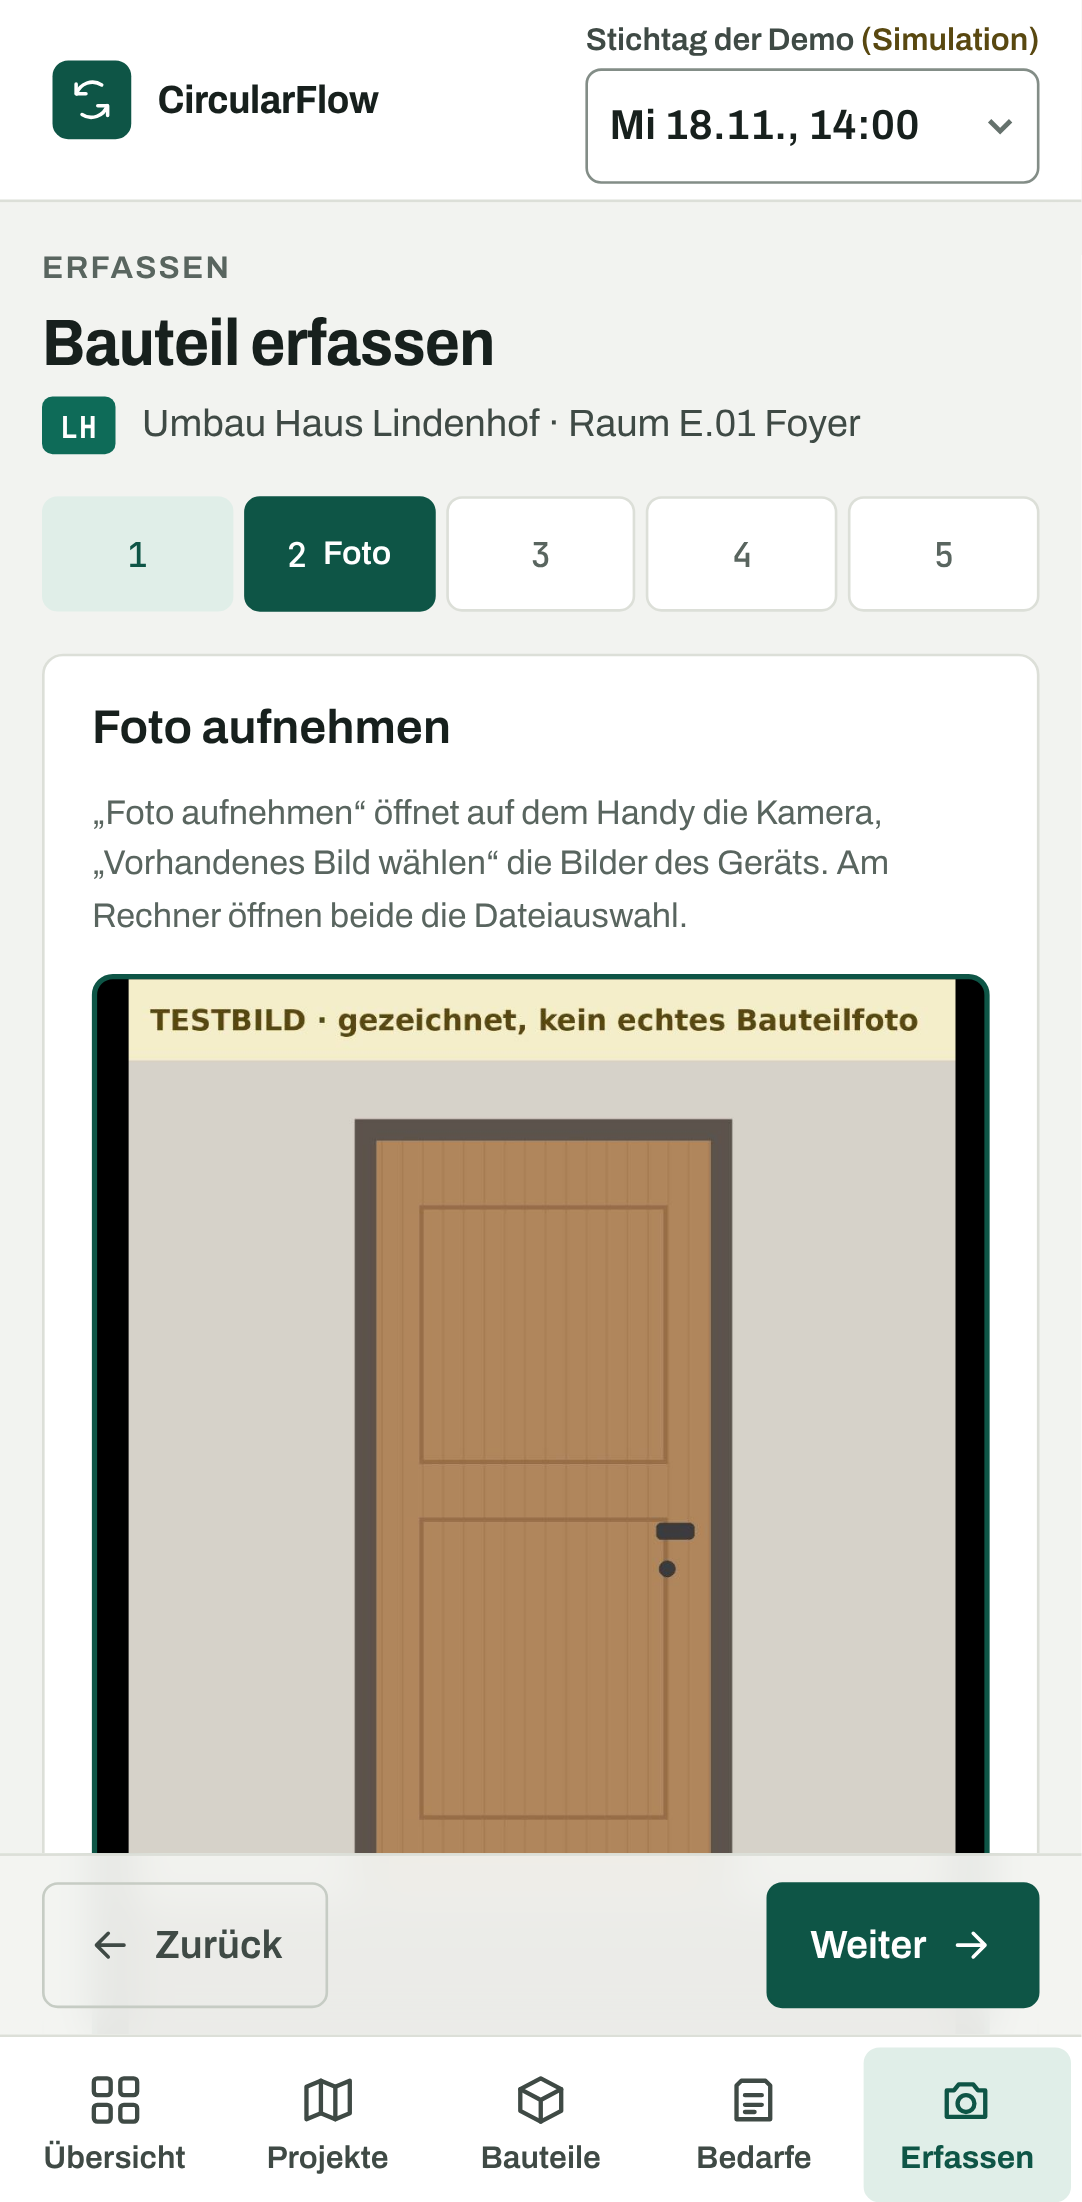 CircularFlow
Stichtag der Demo (Simulation)
Mi 18.11., 14:00
ERFASSEN
Bauteil erfassen
LH Umbau Haus Lindenhof · Raum E.01 Foyer
1
2 Foto
3
4
5
Foto aufnehmen
„Foto aufnehmen“ öffnet auf dem Handy die Kamera,
„Vorhandenes Bild wählen“ die Bilder des Geräts. Am
Rechner öffnen beide die Dateiauswahl.
TESTBILD · gezeichnet, kein echtes Bauteilfoto
Zurück
Weiter
Übersicht
Projekte
Bauteile
Bedarfe
Erfassen